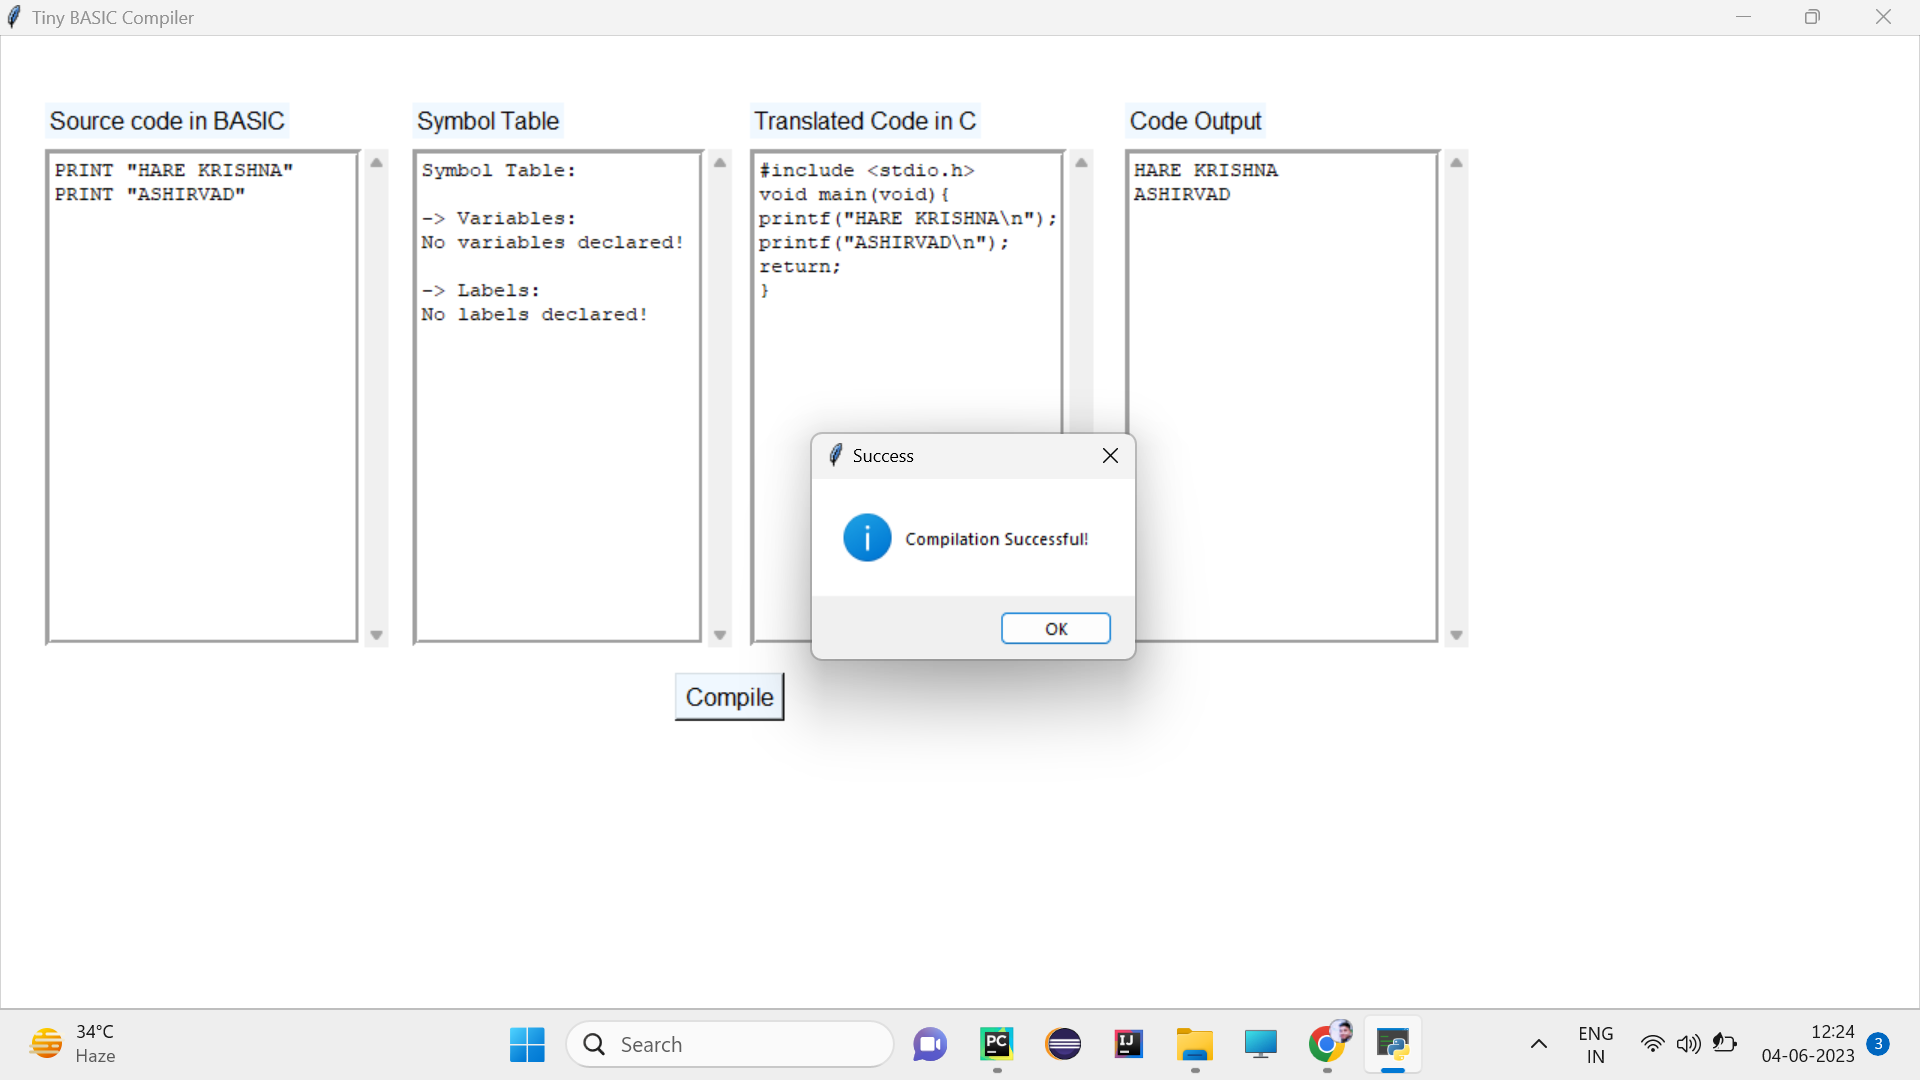 Tiny BASIC Compiler
Source code in BASIC
PRINT "HARE KRISHNA"
PRINT "ASHIRVAD"
Symbol Table
Symbol Table:
-> Variables:
No variables declared!
-> Labels:
No labels declared!
Translated Code in C
#include <stdio.h>
void main(void){
printf("HARE KRISHNA\n");
printf("ASHIRVAD\n");
return;
}
Code Output
HARE KRISHNA
ASHIRVAD
Success
Compilation Successful!
OK
Compile
34°C
Haze
Search
PC
IJ
ENG
IN
12:24
04-06-2023
3